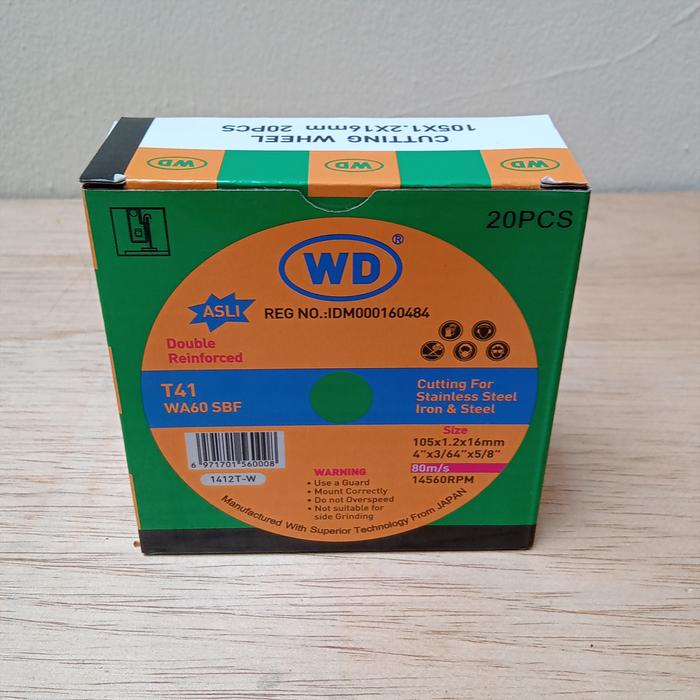 CUTTING WHEEL
105X1.2X16mm 20PCS
WD WD WD
20PCS
WD®
ASLI
REG NO.:IDM000160484
Double
Reinforced
T41
WA60 SBF
Cutting For
Stainless Steel
Iron & Steel
Size
105x1.2x16mm
4"x3/64"x5/8"
80m/s
14560RPM
6 971701 560008
1412T-W
WARNING
• Use a Guard
• Mount Correctly
• Do not Overspeed
• Not suitable for
side Grinding
Manufactured With Superior Technology From JAPAN